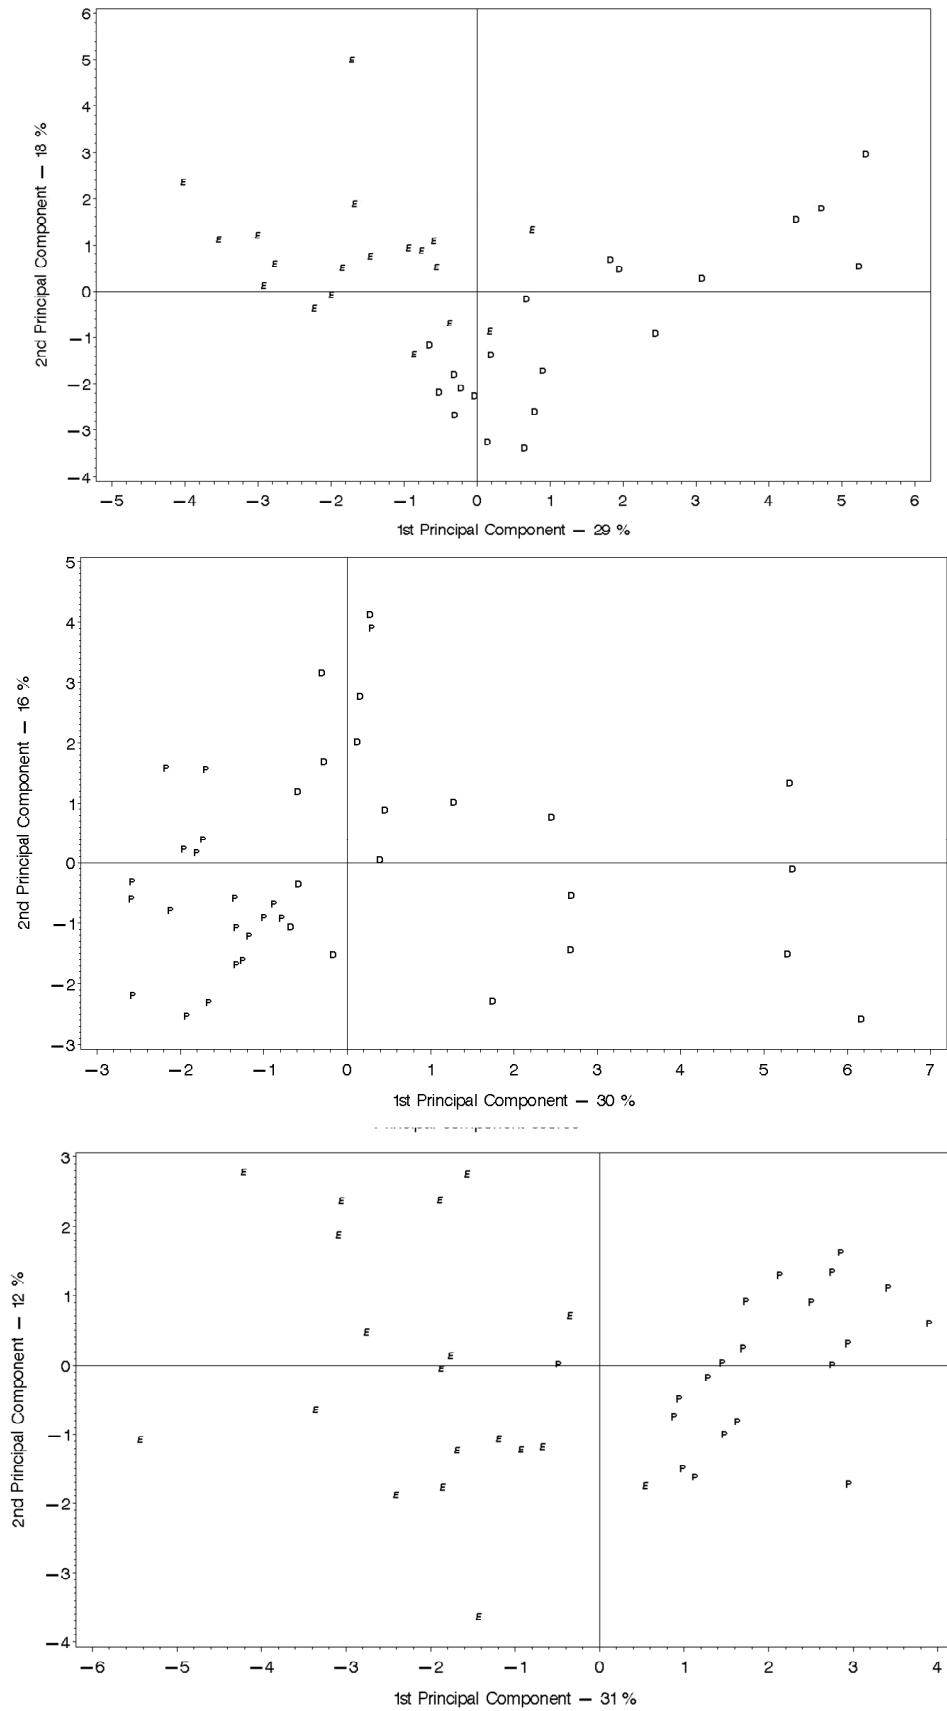 6
E
5
4
2nd Principal Component – 18 %
3
D
E
2
E
D
D
E
E
E
1
E
E
E
E
D
E
E
E
E
D
D
D
E
0
E
E
D
E
E
D
−1
D
E
D
D
D
−2
D
D
D
D
D
−3
D
D
−4
−5 −4 −3 −2 −1 0 1 2 3 4 5 6
1st Principal Component – 29 %
5
D
4
P
D
3
D
2nd Principal Component – 16 %
2
D
D
P
P
D
D
1
D
D
D
P
P
P
0
D
D
P
D
D
P
P
P
P
P
P
−1
P
D
P
D
P
P
D
D
−2
P
P
D
P
D
−3
−3 −2 −1 0 1 2 3 4 5 6 7
1st Principal Component – 30 %
3
E
E
E
E
2
E
2nd Principal Component – 12 %
P
P
P
1
P
P
P
E
P
E
P
P
E
0
E
P
P
P
P
P
E
P
P
−1
P
E
E
E
E
E
P
P
P
E
E
E
−2
−3
E
−4
−6 −5 −4 −3 −2 −1 0 1 2 3 4
1st Principal Component – 31 %